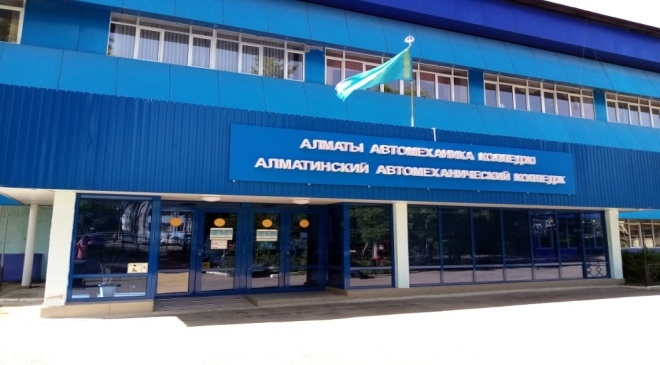 АЛМАТЫ АВТОМЕХАНИКА КОЛЛЕДЖІ
АЛМАТИНСКИЙ АВТОМЕХАНИЧЕСКИЙ КОЛЛЕДЖ